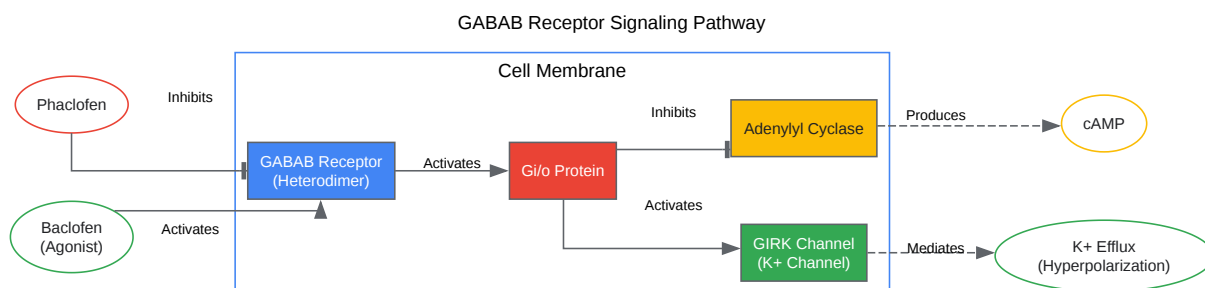 GABAB Receptor Signaling Pathway
Cell Membrane
Phaclofen
Inhibits
Inhibits
Adenylyl Cyclase
Produces
cAMP
GABAB Receptor
(Heterodimer)
Activates
Gi/o Protein
Baclofen
(Agonist)
Activates
Activates
GIRK Channel
(K+ Channel)
Mediates
K+ Efflux
(Hyperpolarization)